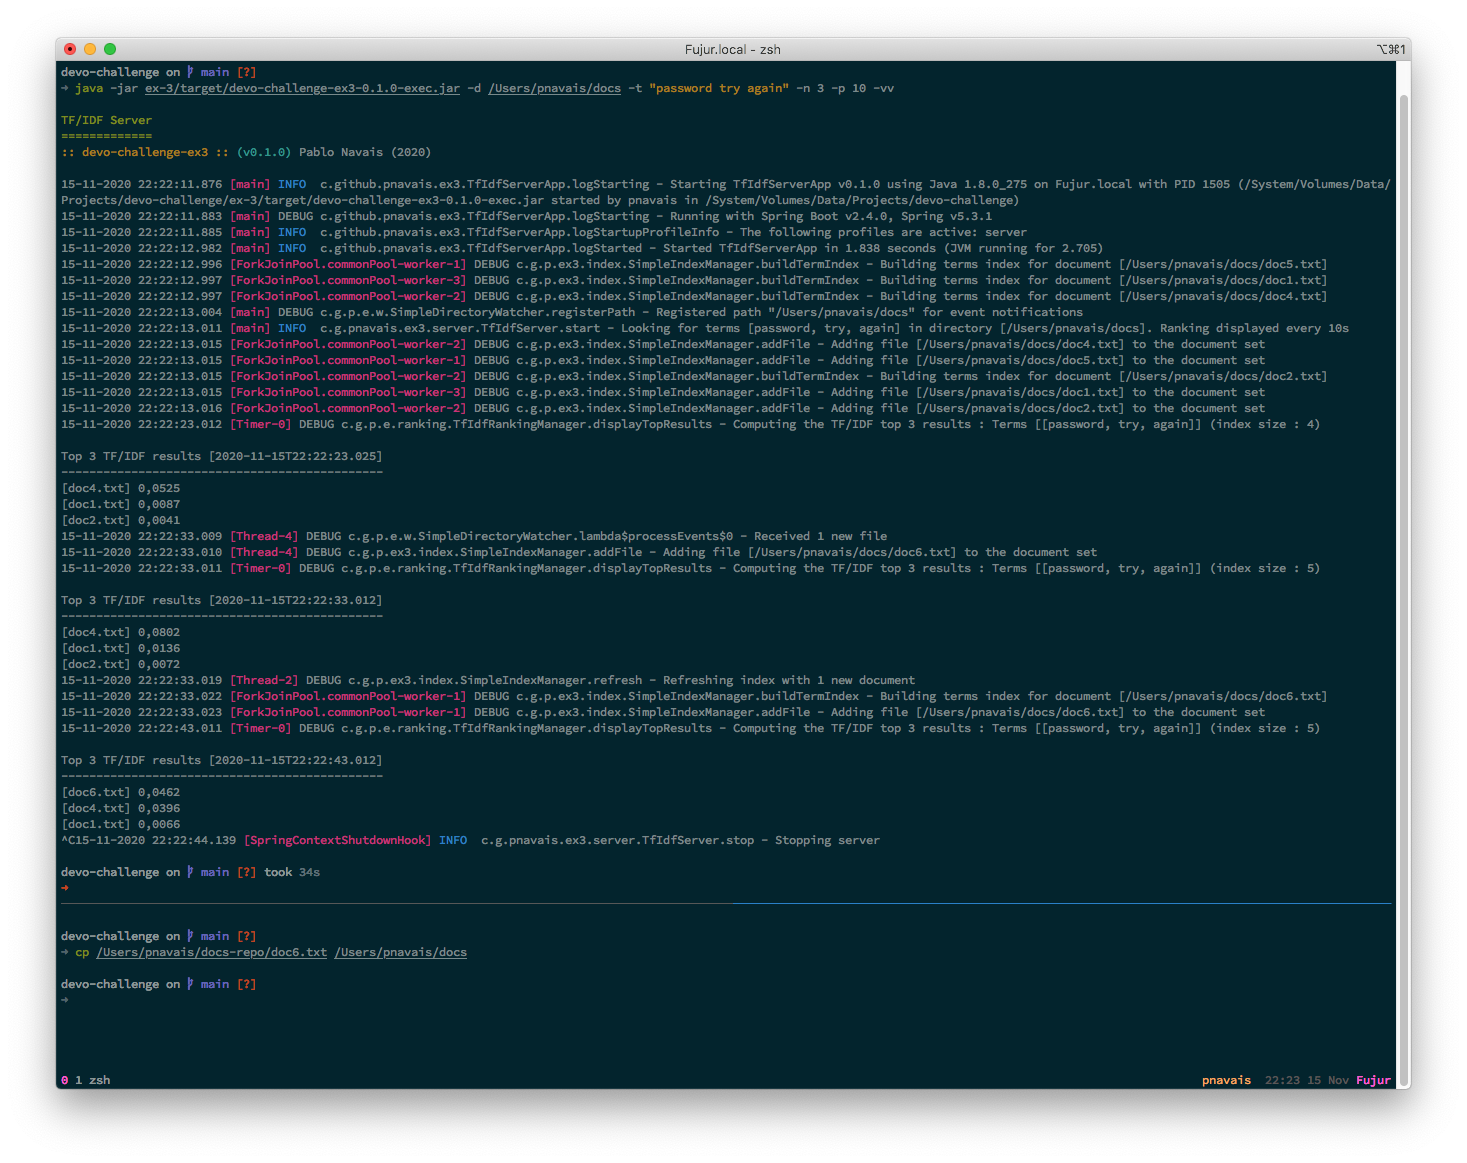 Fujur.local - zsh
⌥⌘1
devo-challenge on main [?]
➜ java -jar ex-3/target/devo-challenge-ex3-0.1.0-exec.jar -d /Users/pnavais/docs -t "password try again" -n 3 -p 10 -vv
TF/IDF Server
=============
:: devo-challenge-ex3 :: (v0.1.0) Pablo Navais (2020)
15-11-2020 22:22:11.876 [main] INFO  c.github.pnavais.ex3.TfIdfServerApp.logStarting - Starting TfIdfServerApp v0.1.0 using Java 1.8.0_275 on Fujur.local with PID 1505 (/System/Volumes/Data/
Projects/devo-challenge/ex-3/target/devo-challenge-ex3-0.1.0-exec.jar started by pnavais in /System/Volumes/Data/Projects/devo-challenge)
15-11-2020 22:22:11.883 [main] DEBUG c.github.pnavais.ex3.TfIdfServerApp.logStarting - Running with Spring Boot v2.4.0, Spring v5.3.1
15-11-2020 22:22:11.885 [main] INFO  c.github.pnavais.ex3.TfIdfServerApp.logStartupProfileInfo - The following profiles are active: server
15-11-2020 22:22:12.982 [main] INFO  c.github.pnavais.ex3.TfIdfServerApp.logStarted - Started TfIdfServerApp in 1.838 seconds (JVM running for 2.705)
15-11-2020 22:22:12.996 [ForkJoinPool.commonPool-worker-1] DEBUG c.g.p.ex3.index.SimpleIndexManager.buildTermIndex - Building terms index for document [/Users/pnavais/docs/doc5.txt]
15-11-2020 22:22:12.997 [ForkJoinPool.commonPool-worker-3] DEBUG c.g.p.ex3.index.SimpleIndexManager.buildTermIndex - Building terms index for document [/Users/pnavais/docs/doc1.txt]
15-11-2020 22:22:12.997 [ForkJoinPool.commonPool-worker-2] DEBUG c.g.p.ex3.index.SimpleIndexManager.buildTermIndex - Building terms index for document [/Users/pnavais/docs/doc4.txt]
15-11-2020 22:22:13.004 [main] DEBUG c.g.p.e.w.SimpleDirectoryWatcher.registerPath - Registered path "/Users/pnavais/docs" for event notifications
15-11-2020 22:22:13.011 [main] INFO  c.g.pnavais.ex3.server.TfIdfServer.start - Looking for terms [password, try, again] in directory [/Users/pnavais/docs]. Ranking displayed every 10s
15-11-2020 22:22:13.015 [ForkJoinPool.commonPool-worker-2] DEBUG c.g.p.ex3.index.SimpleIndexManager.addFile - Adding file [/Users/pnavais/docs/doc4.txt] to the document set
15-11-2020 22:22:13.015 [ForkJoinPool.commonPool-worker-1] DEBUG c.g.p.ex3.index.SimpleIndexManager.addFile - Adding file [/Users/pnavais/docs/doc5.txt] to the document set
15-11-2020 22:22:13.015 [ForkJoinPool.commonPool-worker-2] DEBUG c.g.p.ex3.index.SimpleIndexManager.buildTermIndex - Building terms index for document [/Users/pnavais/docs/doc2.txt]
15-11-2020 22:22:13.015 [ForkJoinPool.commonPool-worker-3] DEBUG c.g.p.ex3.index.SimpleIndexManager.addFile - Adding file [/Users/pnavais/docs/doc1.txt] to the document set
15-11-2020 22:22:13.016 [ForkJoinPool.commonPool-worker-2] DEBUG c.g.p.ex3.index.SimpleIndexManager.addFile - Adding file [/Users/pnavais/docs/doc2.txt] to the document set
15-11-2020 22:22:23.012 [Timer-0] DEBUG c.g.p.e.ranking.TfIdfRankingManager.displayTopResults - Computing the TF/IDF top 3 results : Terms [[password, try, again]] (index size : 4)
Top 3 TF/IDF results [2020-11-15T22:22:23.025]
----------------------------------------------
[doc4.txt] 0,0525
[doc1.txt] 0,0087
[doc2.txt] 0,0041
15-11-2020 22:22:33.009 [Thread-4] DEBUG c.g.p.e.w.SimpleDirectoryWatcher.lambda$processEvents$0 - Received 1 new file
15-11-2020 22:22:33.010 [Thread-4] DEBUG c.g.p.ex3.index.SimpleIndexManager.addFile - Adding file [/Users/pnavais/docs/doc6.txt] to the document set
15-11-2020 22:22:33.011 [Timer-0] DEBUG c.g.p.e.ranking.TfIdfRankingManager.displayTopResults - Computing the TF/IDF top 3 results : Terms [[password, try, again]] (index size : 5)
Top 3 TF/IDF results [2020-11-15T22:22:33.012]
----------------------------------------------
[doc4.txt] 0,0802
[doc1.txt] 0,0136
[doc2.txt] 0,0072
15-11-2020 22:22:33.019 [Thread-2] DEBUG c.g.p.ex3.index.SimpleIndexManager.refresh - Refreshing index with 1 new document
15-11-2020 22:22:33.022 [ForkJoinPool.commonPool-worker-1] DEBUG c.g.p.ex3.index.SimpleIndexManager.buildTermIndex - Building terms index for document [/Users/pnavais/docs/doc6.txt]
15-11-2020 22:22:33.023 [ForkJoinPool.commonPool-worker-1] DEBUG c.g.p.ex3.index.SimpleIndexManager.addFile - Adding file [/Users/pnavais/docs/doc6.txt] to the document set
15-11-2020 22:22:43.011 [Timer-0] DEBUG c.g.p.e.ranking.TfIdfRankingManager.displayTopResults - Computing the TF/IDF top 3 results : Terms [[password, try, again]] (index size : 5)
Top 3 TF/IDF results [2020-11-15T22:22:43.012]
----------------------------------------------
[doc6.txt] 0,0462
[doc4.txt] 0,0396
[doc1.txt] 0,0066
^C15-11-2020 22:22:44.139 [SpringContextShutdownHook] INFO  c.g.pnavais.ex3.server.TfIdfServer.stop - Stopping server
devo-challenge on main [?] took 34s
➜
devo-challenge on main [?]
➜ cp /Users/pnavais/docs-repo/doc6.txt /Users/pnavais/docs
devo-challenge on main [?]
➜
0 1 zsh
pnavais 22:23 15 Nov Fujur